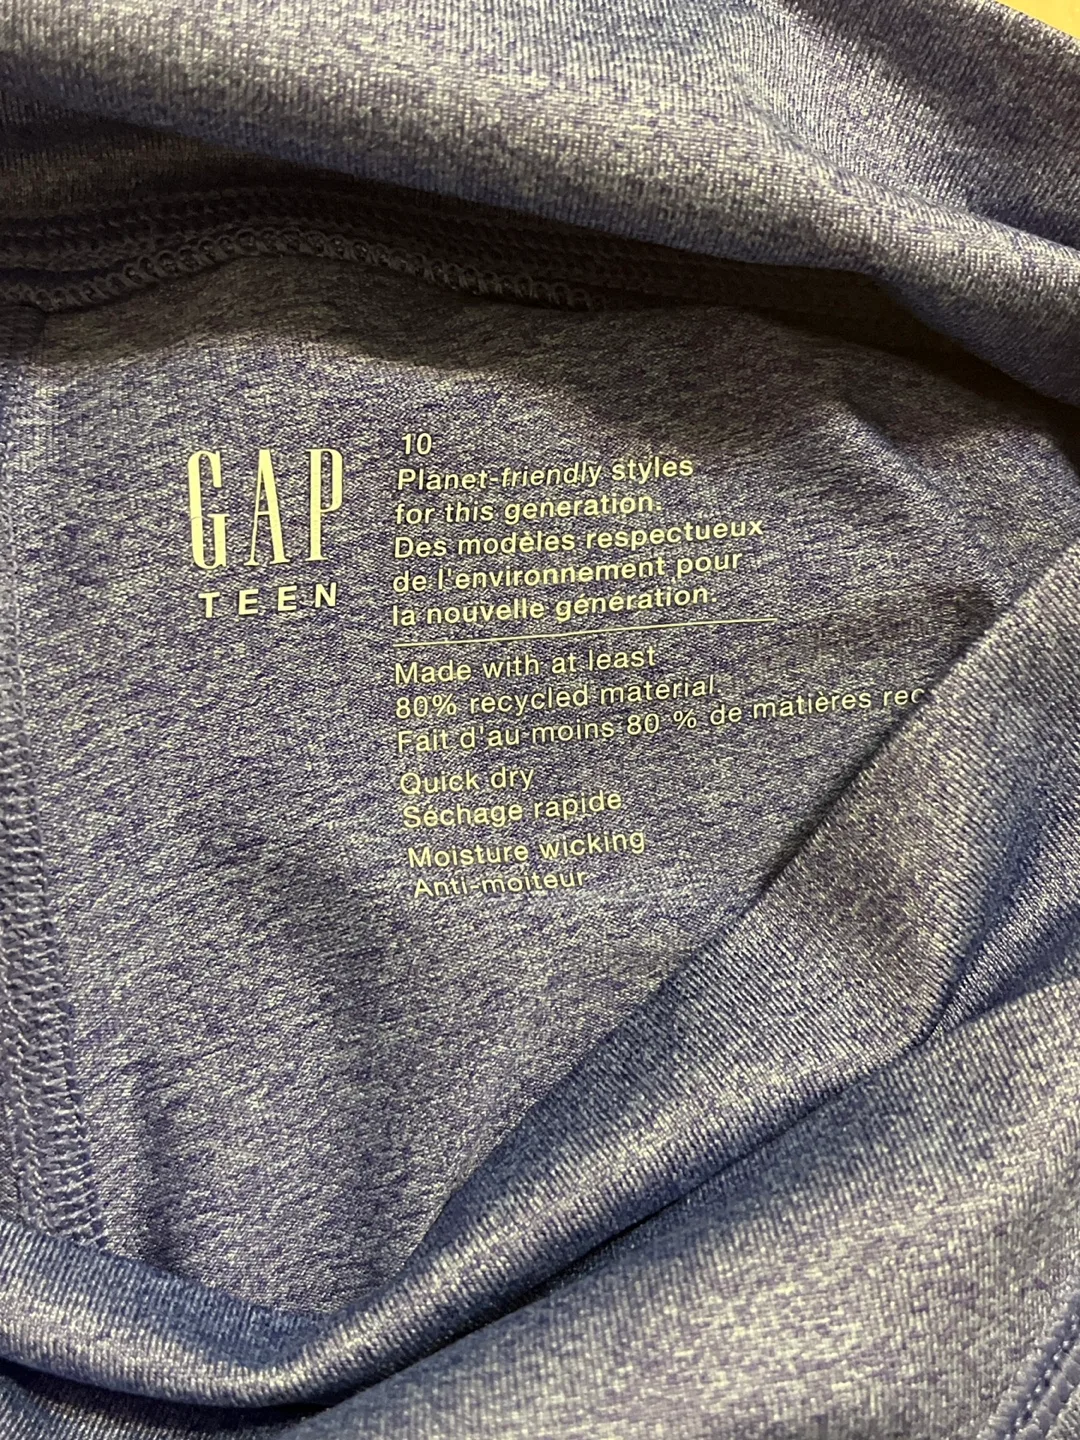 GAP
TEEN
10
Planet-friendly styles
for this generation.
Des modèles respectueux
de l'environnement pour
la nouvelle génération.
Made with at least
80% recycled material
Fait d'au moins 80 % de matières rec
Quick dry
Séchage rapide
Moisture wicking
Anti-moiteur